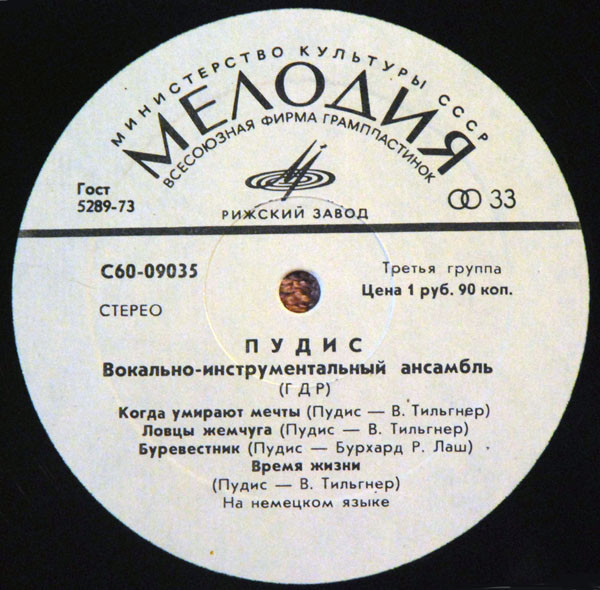 МИНИСТЕРСТВО КУЛЬТУРЫ СССР
МЕЛОДИЯ
ВСЕСОЮЗНАЯ ФИРМА ГРАМПЛАСТИНОК
Гост
5289-73
33
РИЖСКИЙ ЗАВОД
С60-09035
Третья группа
Цена 1 руб. 90 коп.
СТЕРЕО
ПУДИС
Вокально-инструментальный ансамбль
(ГДР)
Когда умирают мечты (Пудис — В. Тильгнер)
Ловцы жемчуга (Пудис — В. Тильгнер)
Буревестник (Пудис — Бурхард Р. Лаш)
Время жизни
(Пудис — В. Тильгнер)
На немецком языке